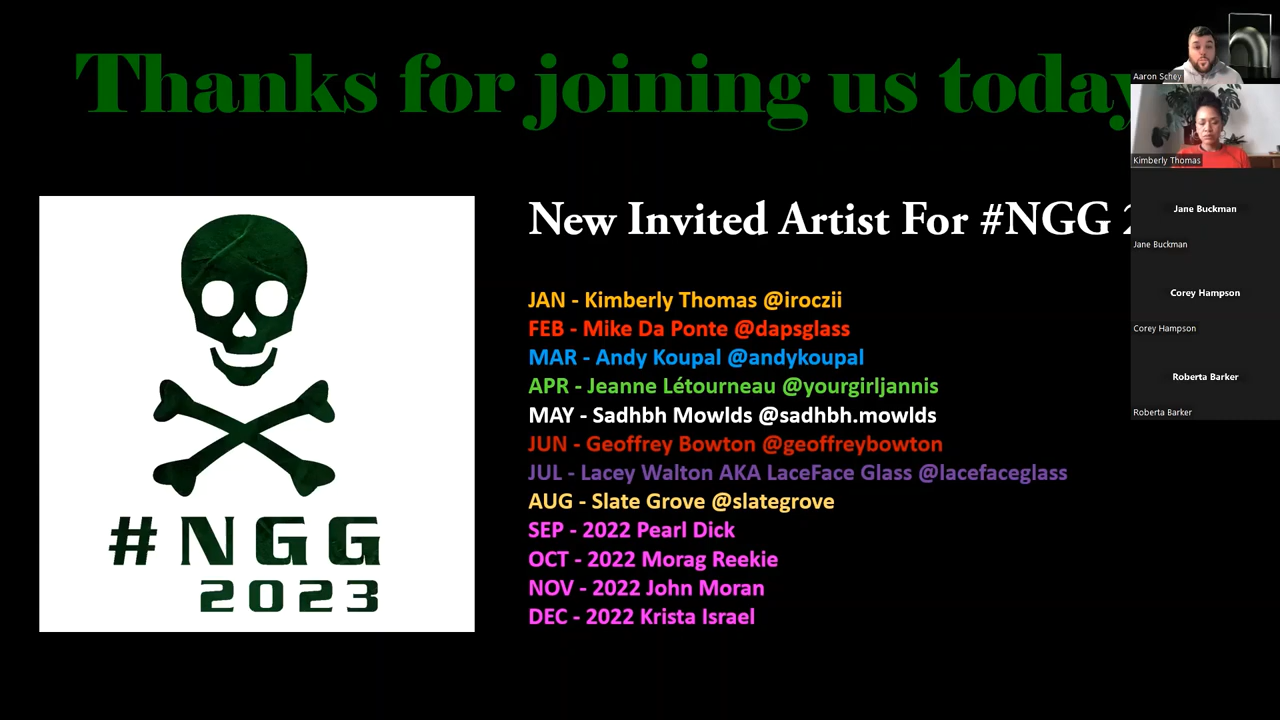 Thanks for joining us today
New Invited Artist For #NGG
JAN - Kimberly Thomas @iroczii
FEB - Mike Da Ponte @dapsglass
MAR - Andy Koupal @andykoupal
APR - Jeanne Létourneau @yourgirljannis
MAY - Sadhbh Mowlds @sadhbh.mowlds
JUN - Geoffrey Bowton @geoffreybowton
JUL - Lacey Walton AKA LaceFace Glass @lacefaceglass
AUG - Slate Grove @slategrove
SEP - 2022 Pearl Dick
OCT - 2022 Morag Reekie
NOV - 2022 John Moran
DEC - 2022 Krista Israel
#NGG
2023
Aaron Schey
Kimberly Thomas
Jane Buckman
Jane Buckman
Corey Hampson
Corey Hampson
Roberta Barker
Roberta Barker